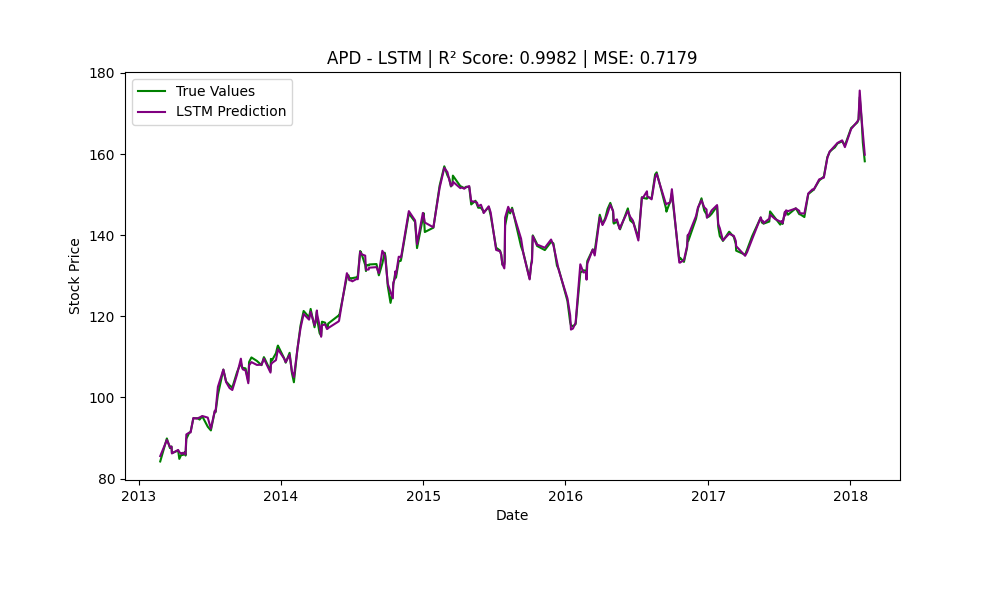 APD - LSTM | R² Score: 0.9982 | MSE: 0.7179
True Values
LSTM Prediction
180
160
140
120
100
80
Stock Price
2013 2014 2015 2016 2017 2018
Date